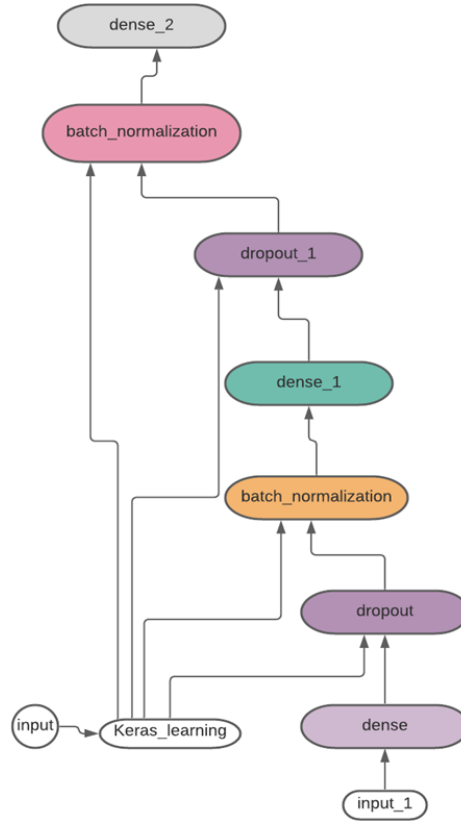 dense_2
batch_normalization
dropout_1
dense_1
batch_normalization
dropout
input
Keras_learning
dense
input_1